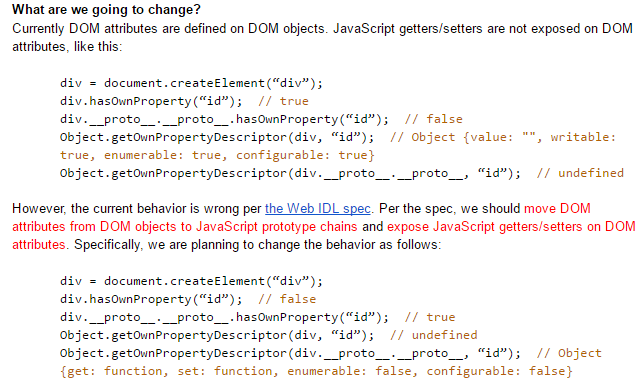 What are we going to change?
Currently DOM attributes are defined on DOM objects. JavaScript getters/setters are not exposed on DOM
attributes, like this:
div = document.createElement(“div”);
div.hasOwnProperty(“id”);  // true
div.__proto__.__proto__.hasOwnProperty(“id”);  // false
Object.getOwnPropertyDescriptor(div, “id”);  // Object {value: "", writable:
true, enumerable: true, configurable: true}
Object.getOwnPropertyDescriptor(div.__proto__.__proto__, “id”);  // undefined
However, the current behavior is wrong per the Web IDL spec. Per the spec, we should move DOM
attributes from DOM objects to JavaScript prototype chains and expose JavaScript getters/setters on DOM
attributes. Specifically, we are planning to change the behavior as follows:
div = document.createElement(“div”);
div.hasOwnProperty(“id”);  // false
div.__proto__.__proto__.hasOwnProperty(“id”);  // true
Object.getOwnPropertyDescriptor(div, “id”);  // undefined
Object.getOwnPropertyDescriptor(div.__proto__.__proto__, “id”);  // Object
{get: function, set: function, enumerable: false, configurable: false}